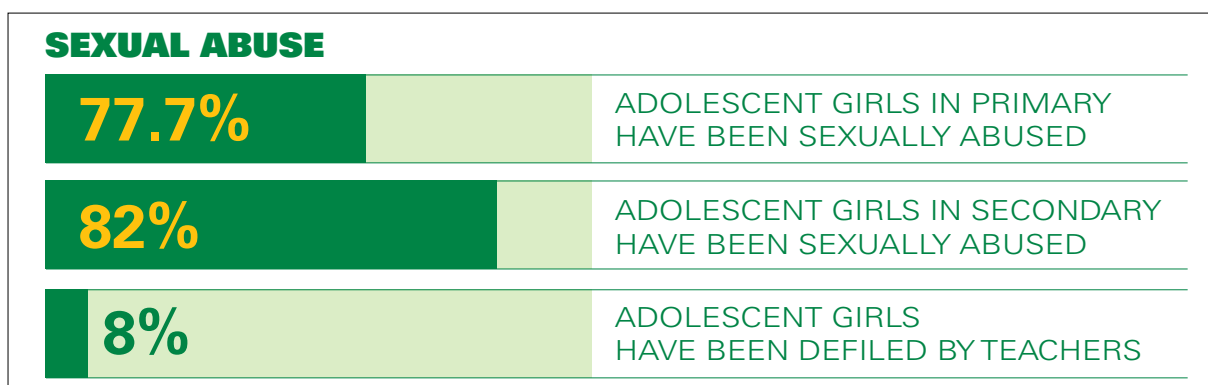 SEXUAL ABUSE
77.7%
ADOLESCENT GIRLS IN PRIMARY
HAVE BEEN SEXUALLY ABUSED
82%
ADOLESCENT GIRLS IN SECONDARY
HAVE BEEN SEXUALLY ABUSED
8%
ADOLESCENT GIRLS
HAVE BEEN DEFILED BY TEACHERS